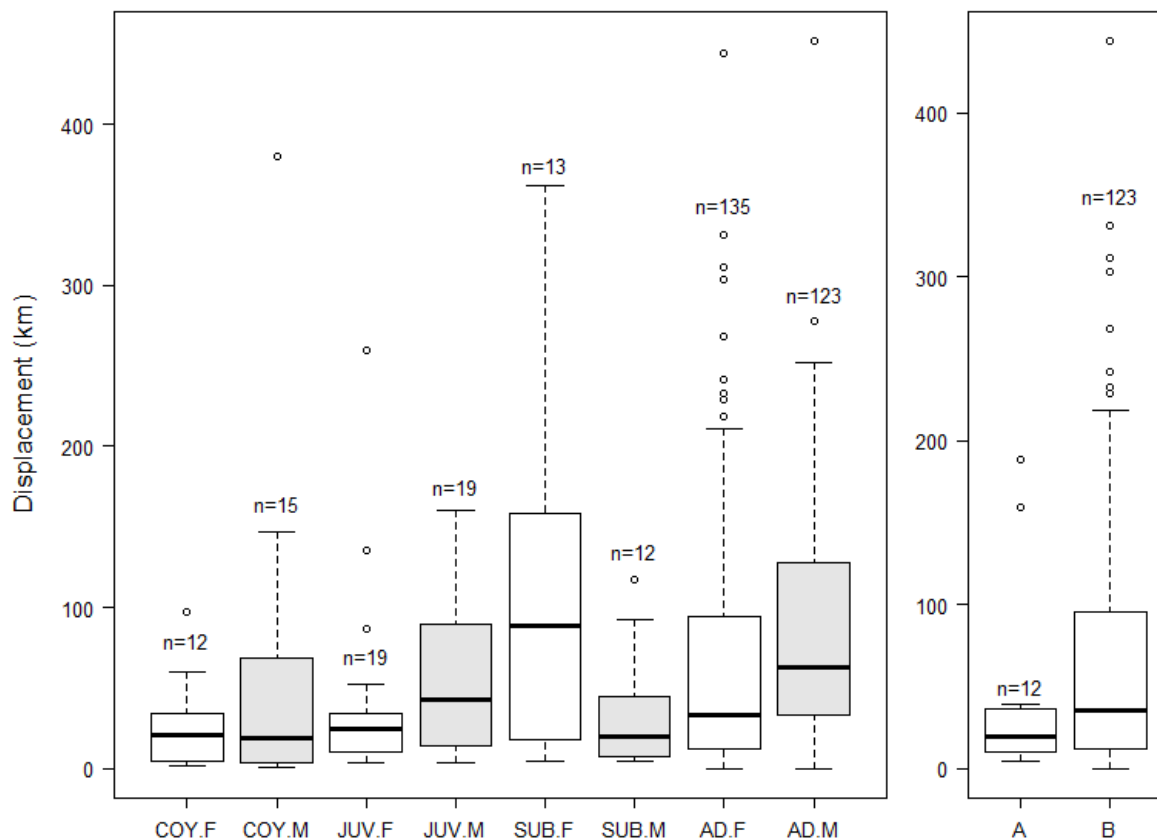 Displacement (km)
400
300
200
100
0
n=12
n=15
n=19
n=19
n=13
n=12
n=135
n=123
COY.F
COY.M
JUV.F
JUV.M
SUB.F
SUB.M
AD.F
AD.M
400
300
200
100
0
n=12
n=123
A
B